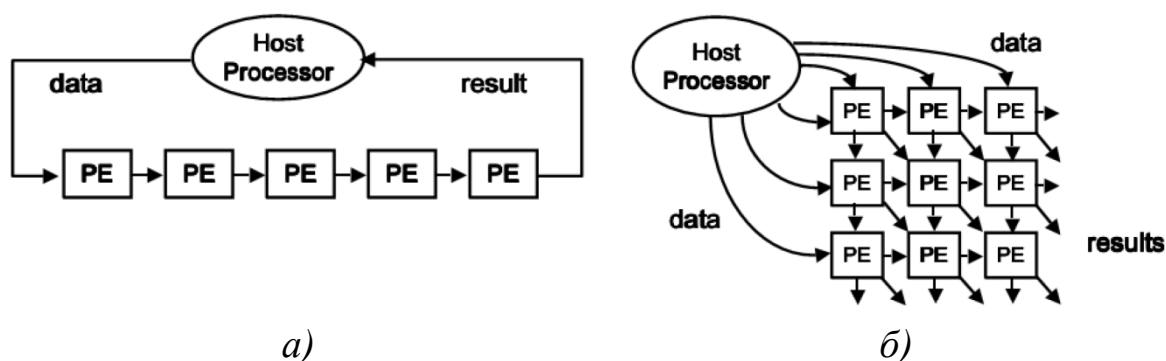 Host
Processor
data
result
PE
PE
PE
PE
PE
а)
Host
Processor
data
PE
PE
PE
PE
PE
PE
data
PE
PE
PE
results
б)